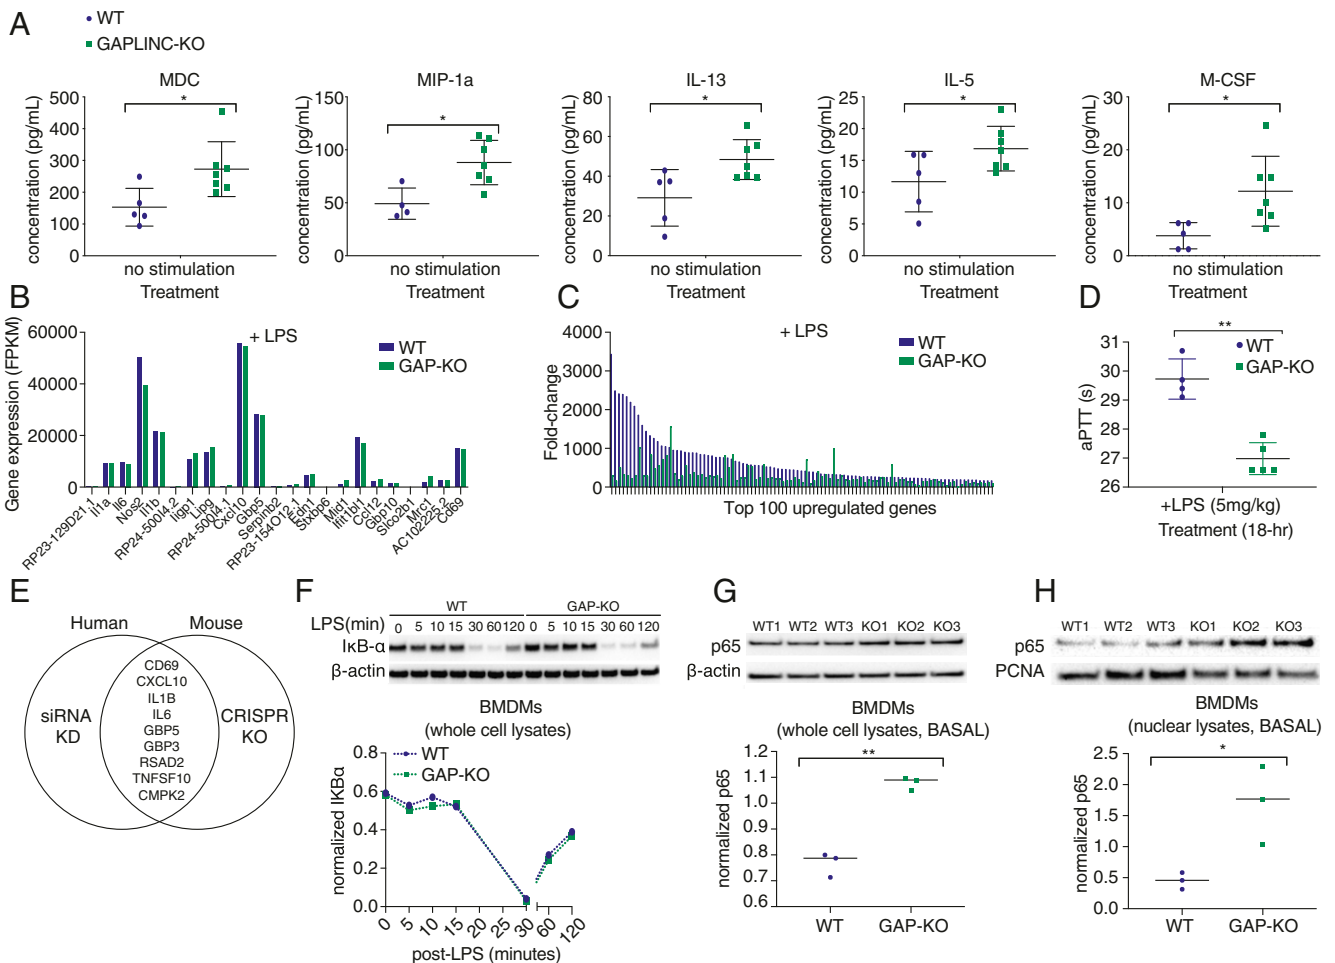 A
WT
GAPLINC-KO
MDC
concentration (pg/mL)
500
400
300
200
100
0
*
no stimulation
Treatment
MIP-1a
concentration (pg/mL)
150
100
50
0
*
no stimulation
Treatment
IL-13
concentration (pg/mL)
80
60
40
20
0
*
no stimulation
Treatment
IL-5
concentration (pg/mL)
25
20
15
10
5
0
*
no stimulation
Treatment
M-CSF
concentration (pg/mL)
30
20
10
0
*
no stimulation
Treatment
B
Gene expression (FPKM)
60000
40000
20000
0
+ LPS
WT
GAP-KO
RP23-129D21.1
Il1a
Il6
Nos2
Il1b
RP24-500I4.2
Iigp1
Lipg
RP24-500I4.1
Cxcl10
Gbp5
Serpinb2
RP23-154O12.1
Edn1
Stxbp6
Mid1
Ifit1bl1
Ccl12
Gbp10
Slco2b1
Mrc1
AC102225.2
Cd69
C
Fold-change
4000
3000
2000
1000
0
+ LPS
WT
GAP-KO
Top 100 upregulated genes
D
aPTT (s)
31
30
29
28
27
26
**
WT
GAP-KO
+LPS (5mg/kg)
Treatment (18-hr)
E
Human Mouse
siRNA
KD
CD69
CXCL10
IL1B
IL6
GBP5
GBP3
RSAD2
TNFSF10
CMPK2
CRISPR
KO
F
WT GAP-KO
LPS(min) 0 5 10 15 30 60 120 0 5 10 15 30 60 120
IκB-α
β-actin
BMDMs
(whole cell lysates)
WT
GAP-KO
normalized IKBα
0.8
0.6
0.4
0.2
0.0
0 5 10 15 20 25 30 60 120
post-LPS (minutes)
G
WT1 WT2 WT3 KO1 KO2 KO3
p65
β-actin
BMDMs
(whole cell lysates, BASAL)
normalized p65
1.2
1.1
1.0
0.9
0.8
0.7
0.6
**
WT GAP-KO
H
WT1 WT2 WT3 KO1 KO2 KO3
p65
PCNA
BMDMs
(nuclear lysates, BASAL)
normalized p65
2.5
2.0
1.5
1.0
0.5
0.0
*
WT GAP-KO